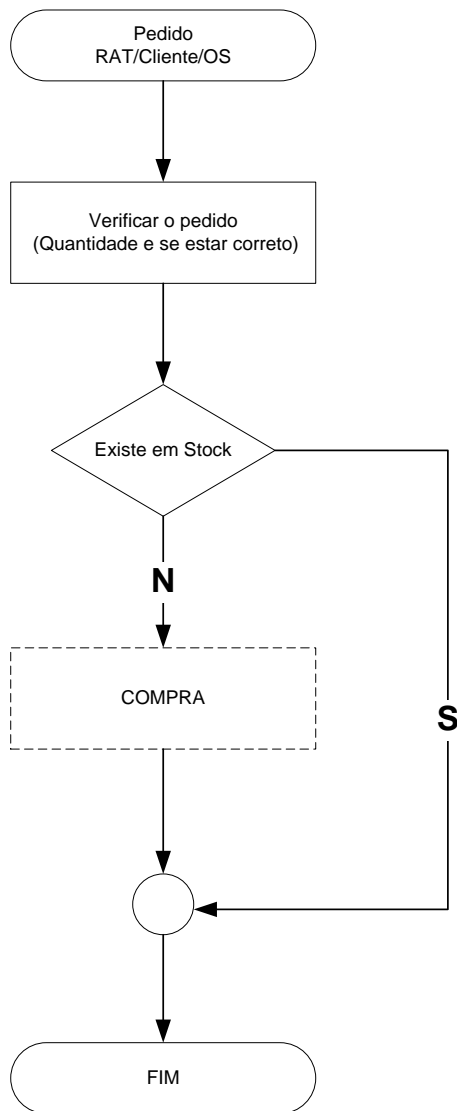 Pedido
RAT/Cliente/OS
Verificar o pedido
(Quantidade e se estar correto)
Existe em Stock
N
COMPRA
S
FIM